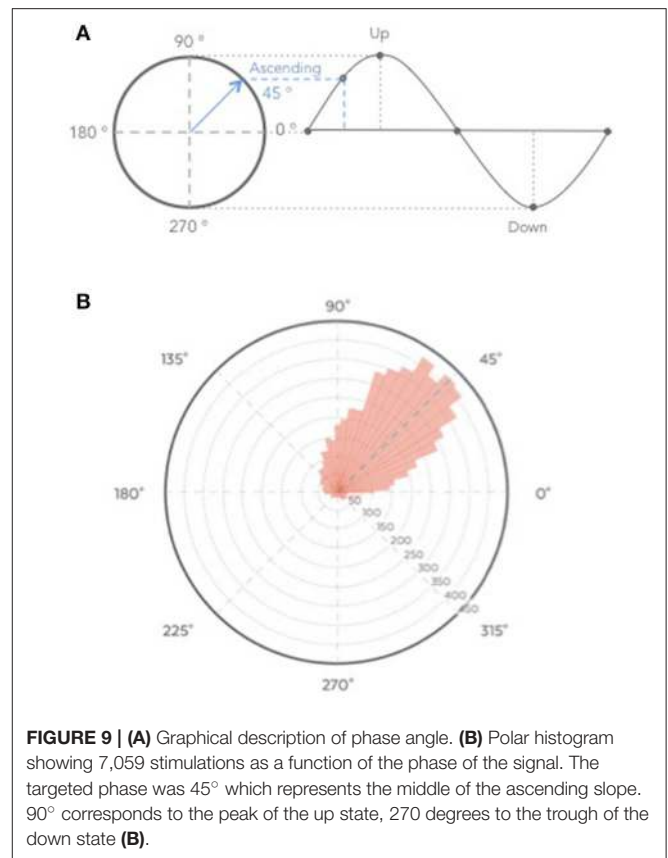 A
90 °
Up
Ascending
45 °
180 °
0 °
270 °
Down
B
90°
135°
45°
180°
0°
50
100
150
200
250
300
350
400
450
225°
315°
270°
FIGURE 9 | (A) Graphical description of phase angle. (B) Polar histogram
showing 7,059 stimulations as a function of the phase of the signal. The
targeted phase was 45° which represents the middle of the ascending slope.
90° corresponds to the peak of the up state, 270 degrees to the trough of the
down state (B).